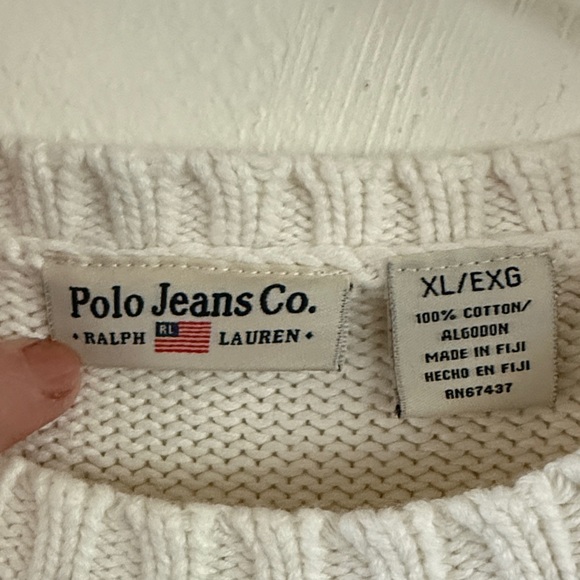 Polo Jeans Co.
• RALPH RL LAUREN •
XL/EXG
100% COTTON/
ALGODON
MADE IN FIJI
HECHO EN FIJI
RN67437